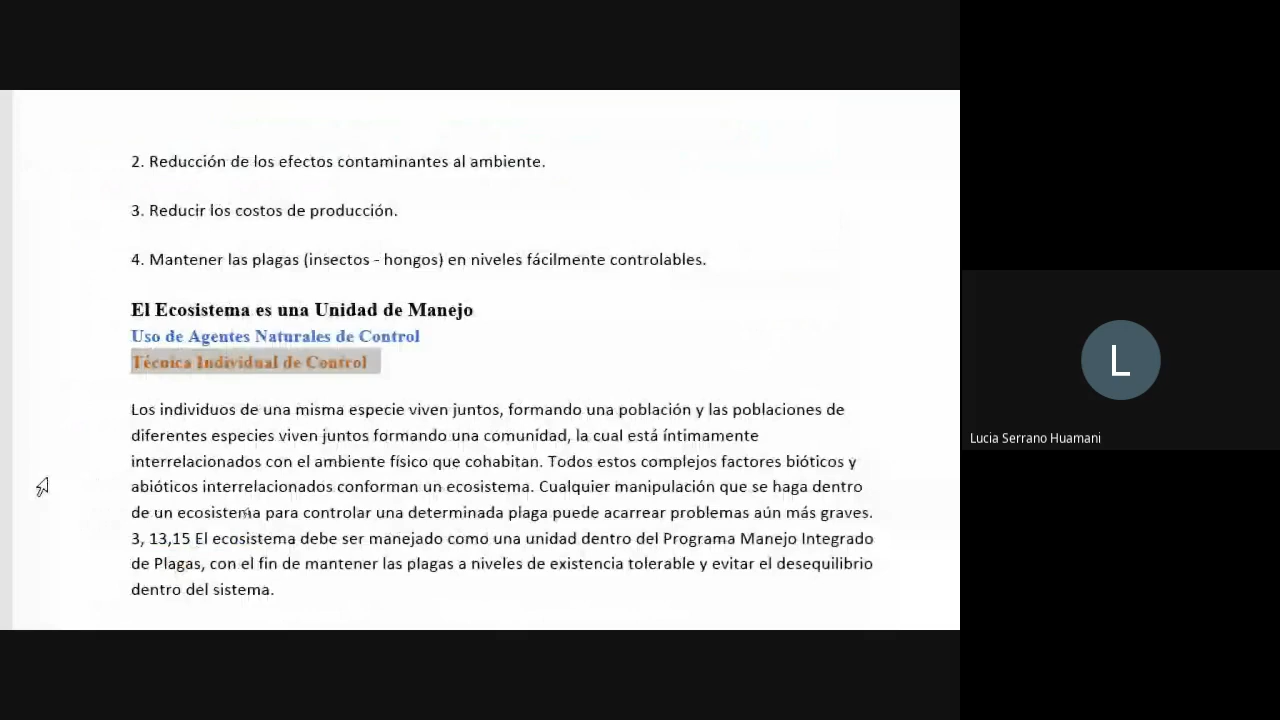 2. Reducción de los efectos contaminantes al ambiente.
3. Reducir los costos de producción.
4. Mantener las plagas (insectos - hongos) en niveles fácilmente controlables.
El Ecosistema es una Unidad de Manejo
Uso de Agentes Naturales de Control
Técnica Individual de Control
Los individuos de una misma especie viven juntos, formando una población y las poblaciones de
diferentes especies viven juntos formando una comunidad, la cual está íntimamente
interrelacionados con el ambiente físico que cohabitan. Todos estos complejos factores bióticos y
abióticos interrelacionados conforman un ecosistema. Cualquier manipulación que se haga dentro
de un ecosistema para controlar una determinada plaga puede acarrear problemas aún más graves.
3, 13,15 El ecosistema debe ser manejado como una unidad dentro del Programa Manejo Integrado
de Plagas, con el fin de mantener las plagas a niveles de existencia tolerable y evitar el desequilibrio
dentro del sistema.
L
Lucia Serrano Huamani